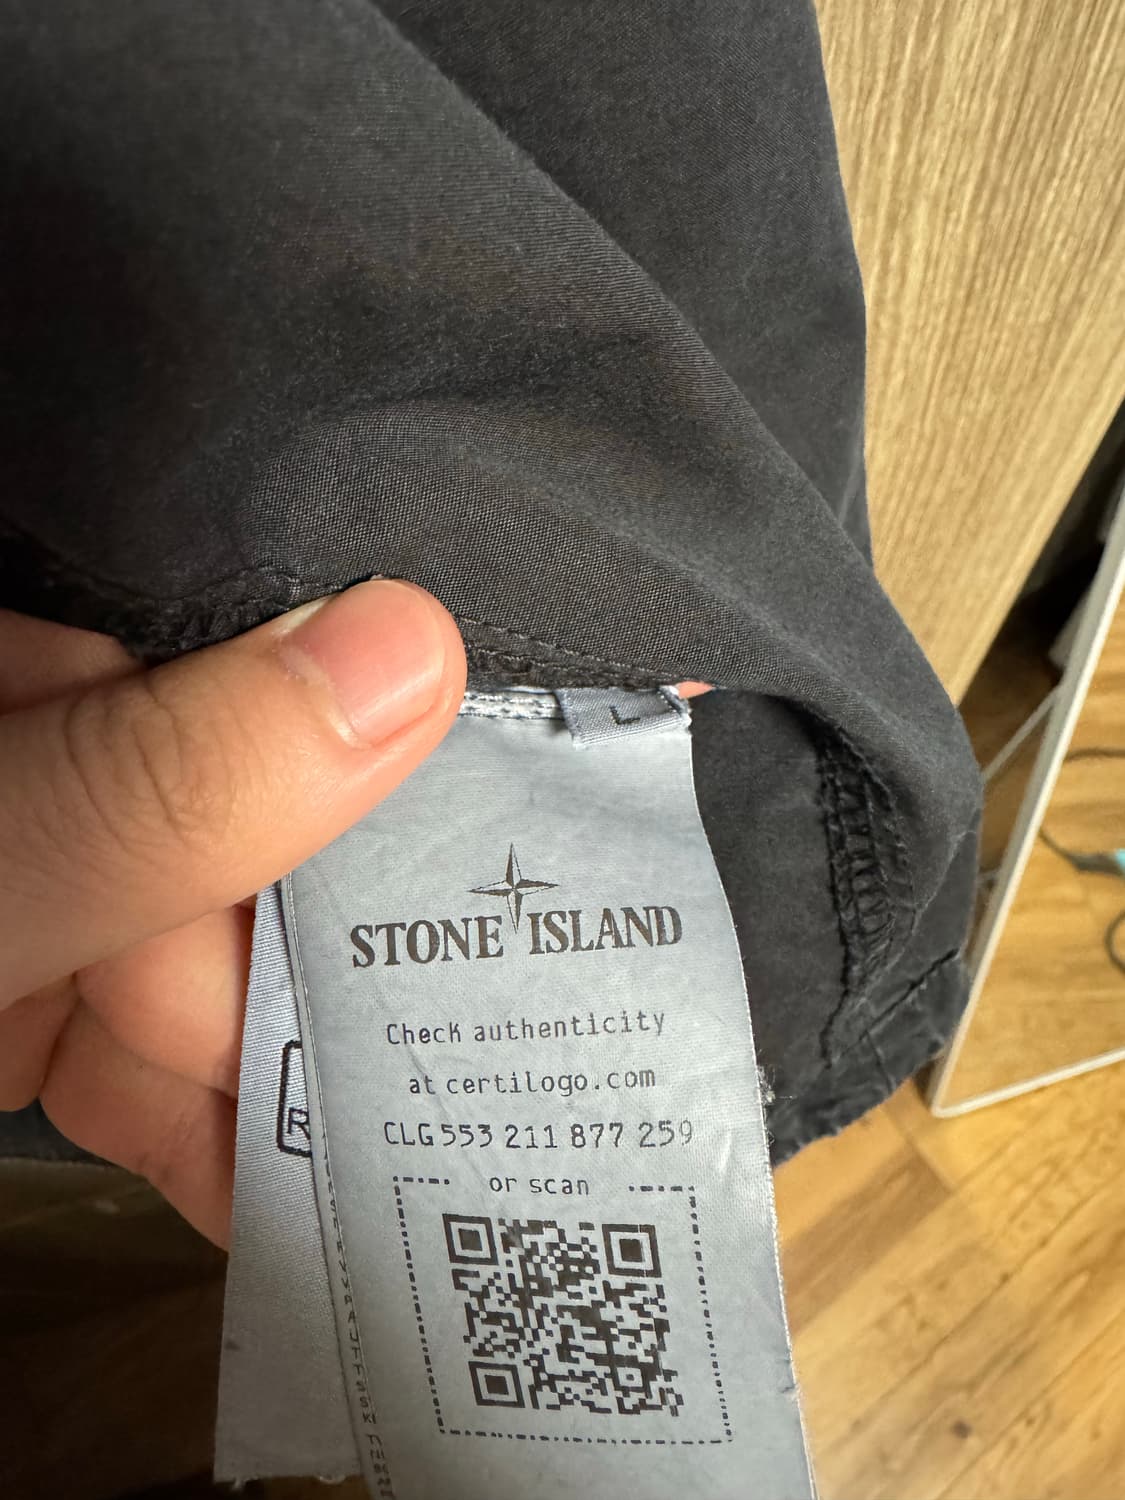 L
STONE ISLAND
Check authenticity
at certilogo.com
CLG 553 211 877 259
or scan
R